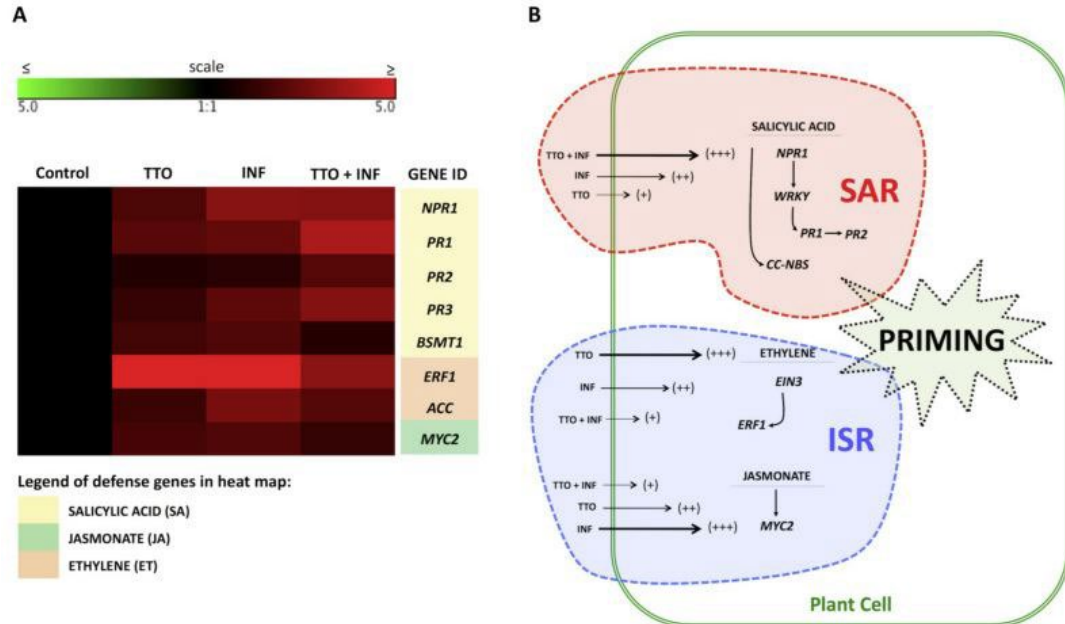 A
≤ scale ≥
5.0 1:1 5.0
Control TTO INF TTO + INF GENE ID
NPR1
PR1
PR2
PR3
BSMT1
ERF1
ACC
MYC2
Legend of defense genes in heat map:
SALICYLIC ACID (SA)
JASMONATE (JA)
ETHYLENE (ET)
B
SALICYLIC ACID
TTO + INF (+++) NPR1
INF (++)
TTO (+) WRKY
SAR
PR1 PR2
CC-NBS
PRIMING
TTO (+++) ETHYLENE
INF (++) EIN3
TTO + INF (+) ERF1
ISR
JASMONATE
TTO + INF (+)
TTO (++)
INF (+++) MYC2
Plant Cell